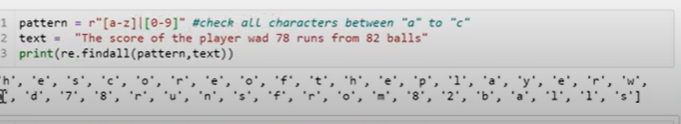 1 pattern = r"[a-z]|[0-9]" #check all characters between "a" to "c"
2 text = "The score of the player wad 78 runs from 82 balls"
3 print(re.findall(pattern,text))
'h', 'e', 's', 'c', 'o', 'r', 'e', 'o', 'f', 't', 'h', 'e', 'p', 'l', 'a', 'y', 'e', 'r', 'w',
', 'd', '7', '8', 'r', 'u', 'n', 's', 'f', 'r', 'o', 'm', '8', '2', 'b', 'a', 'l', 'l', 's']